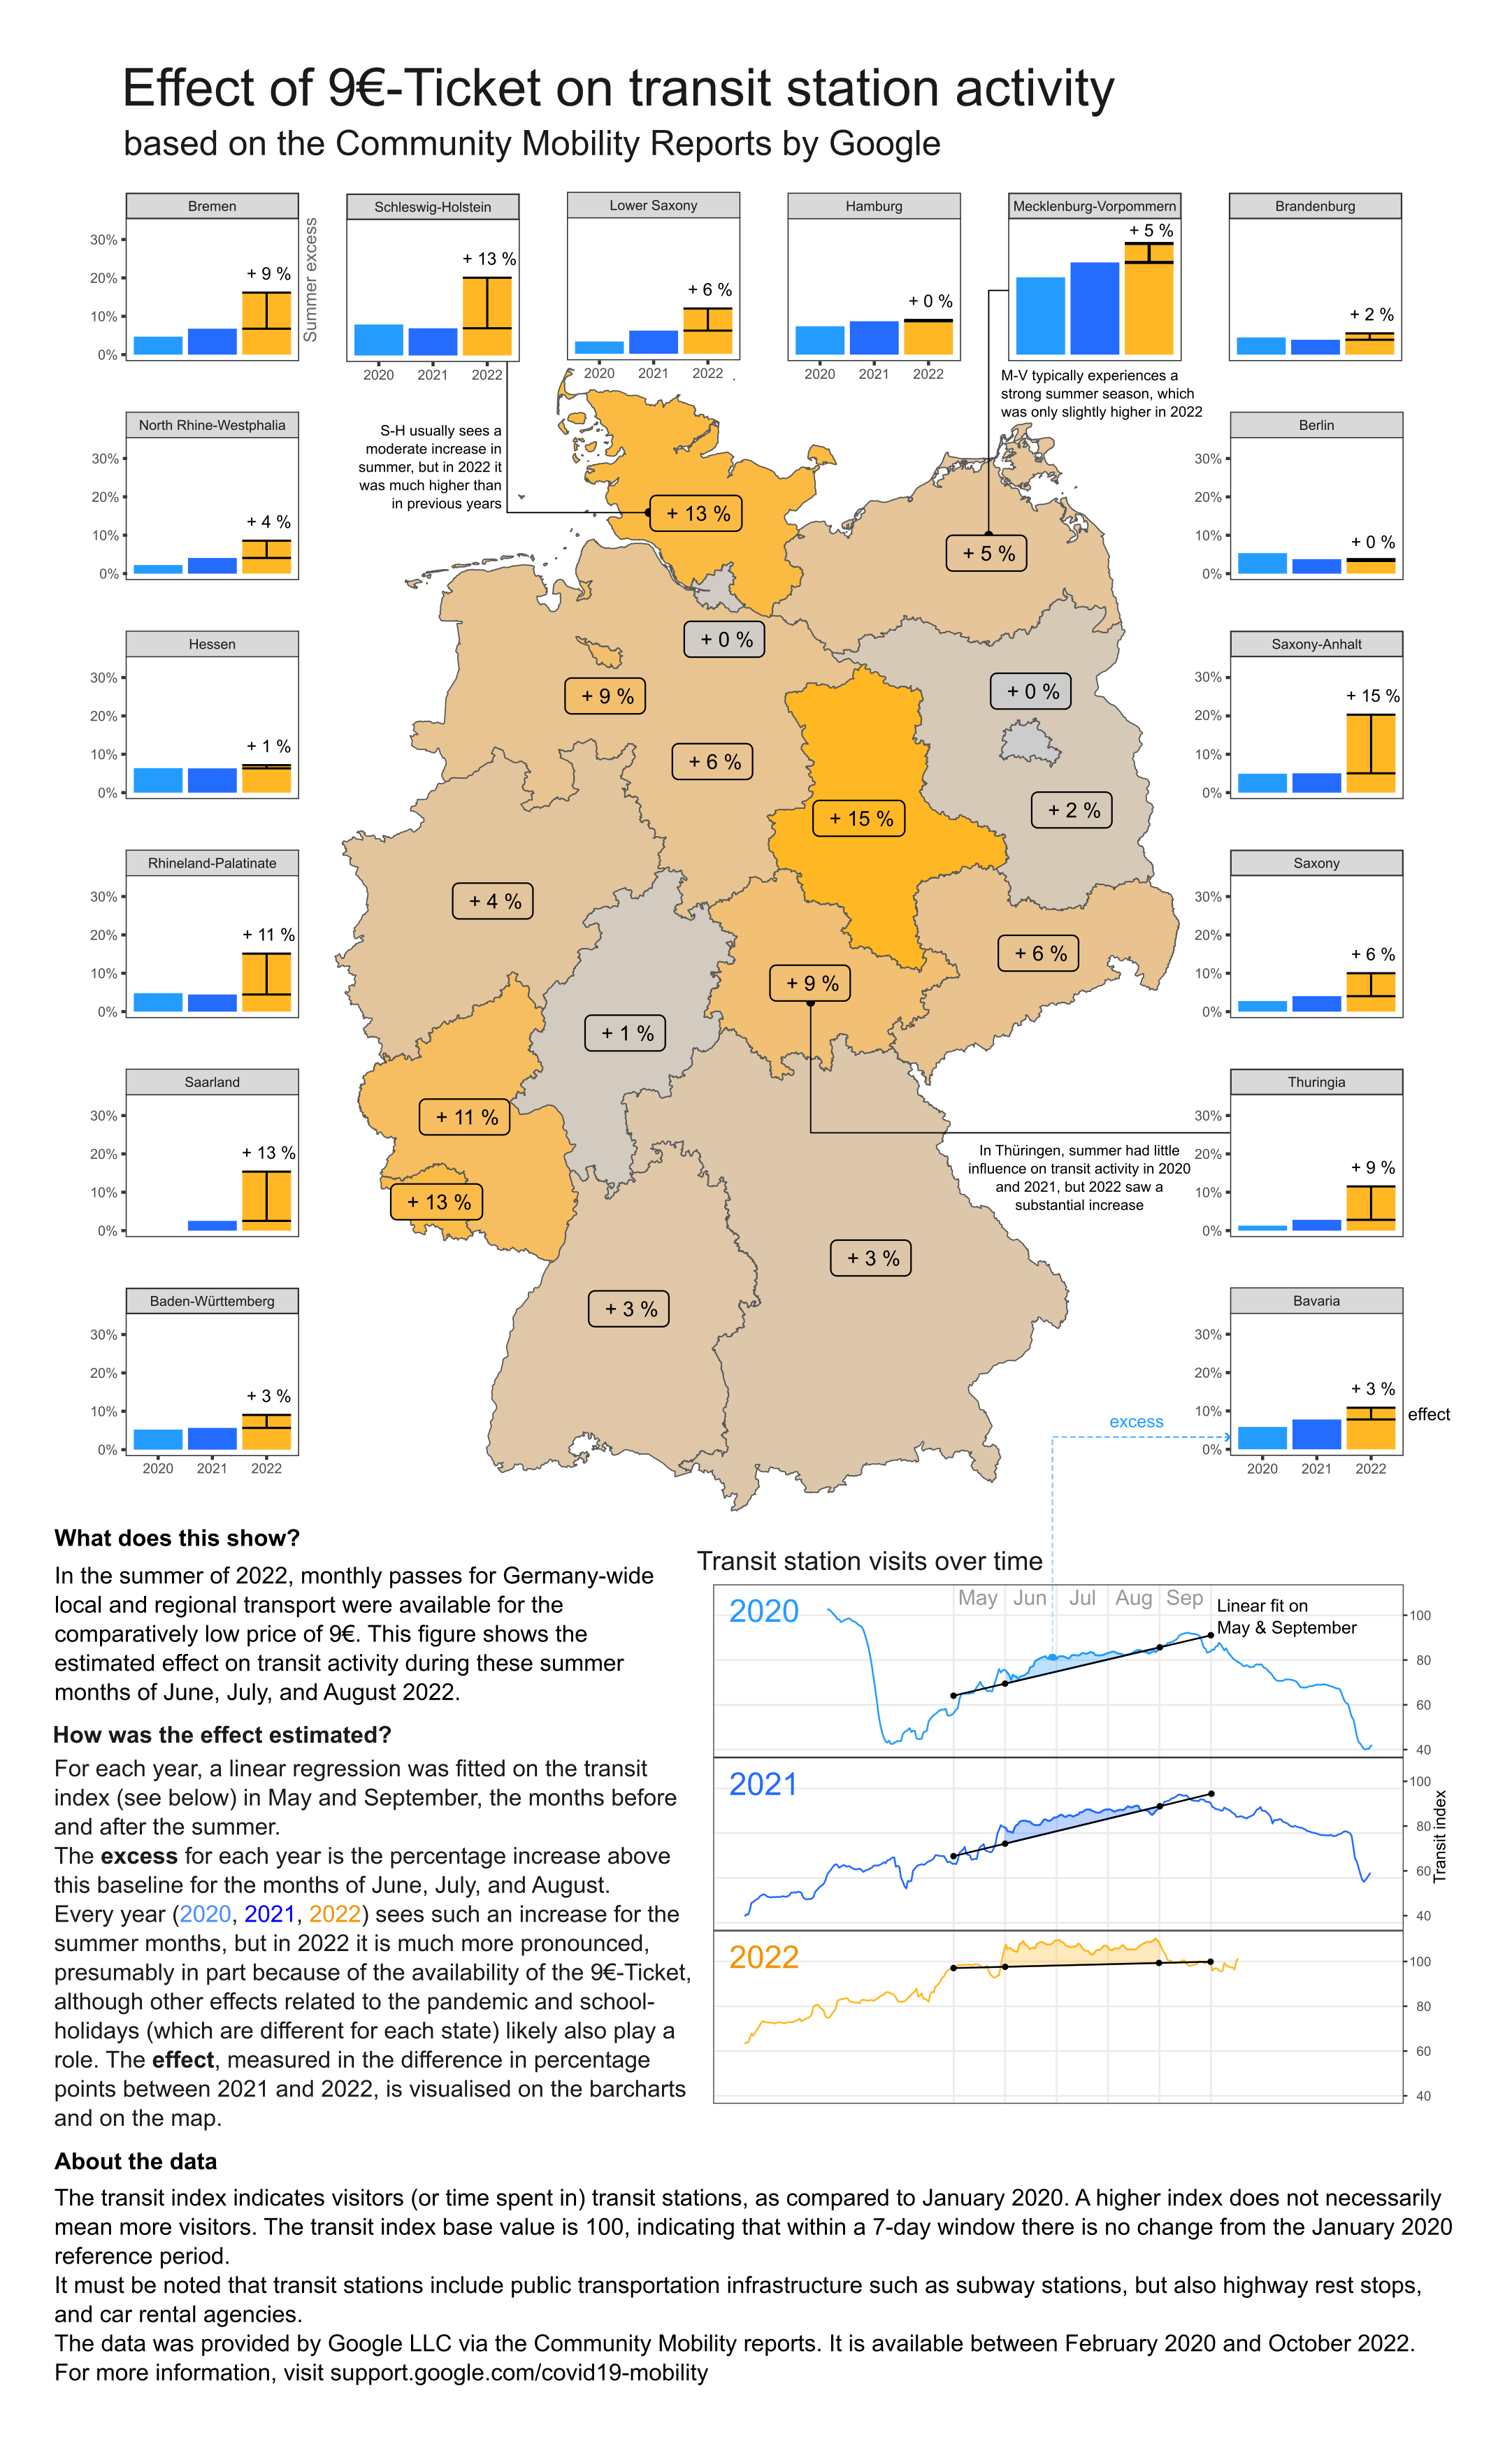 Effect of 9€-Ticket on transit station activity
based on the Community Mobility Reports by Google
Bremen
30%
20%
10%
0%
+ 9 %
Summer excess
Schleswig-Holstein
+ 13 %
2020 2021 2022
Lower Saxony
+ 6 %
2020 2021 2022
Hamburg
+ 0 %
2020 2021 2022
Mecklenburg-Vorpommern
+ 5 %
Brandenburg
+ 2 %
M-V typically experiences a
strong summer season, which
was only slightly higher in 2022
S-H usually sees a
moderate increase in
summer, but in 2022 it
was much higher than
in previous years
North Rhine-Westphalia
30%
20%
10%
0%
+ 4 %
Berlin
30%
20%
10%
0%
+ 0 %
Hessen
30%
20%
10%
0%
+ 1 %
Saxony-Anhalt
30%
20%
10%
0%
+ 15 %
Rhineland-Palatinate
30%
20%
10%
0%
+ 11 %
Saxony
30%
20%
10%
0%
+ 6 %
Saarland
30%
20%
10%
0%
+ 13 %
Thuringia
30%
20%
10%
0%
+ 9 %
Baden-Württemberg
30%
20%
10%
0%
+ 3 %
2020 2021 2022
Bavaria
30%
20%
10%
0%
+ 3 %
effect
2020 2021 2022
+ 13 %
+ 5 %
+ 0 %
+ 9 %
+ 0 %
+ 6 %
+ 15 %
+ 2 %
+ 4 %
+ 6 %
+ 9 %
+ 1 %
+ 11 %
+ 13 %
+ 3 %
+ 3 %
In Thüringen, summer had little
influence on transit activity in 2020
and 2021, but 2022 saw a
substantial increase
excess
What does this show?
In the summer of 2022, monthly passes for Germany-wide
local and regional transport were available for the
comparatively low price of 9€. This figure shows the
estimated effect on transit activity during these summer
months of June, July, and August 2022.
How was the effect estimated?
For each year, a linear regression was fitted on the transit
index (see below) in May and September, the months before
and after the summer.
The excess for each year is the percentage increase above
this baseline for the months of June, July, and August.
Every year (2020, 2021, 2022) sees such an increase for the
summer months, but in 2022 it is much more pronounced,
presumably in part because of the availability of the 9€-Ticket,
although other effects related to the pandemic and school-
holidays (which are different for each state) likely also play a
role. The effect, measured in the difference in percentage
points between 2021 and 2022, is visualised on the barcharts
and on the map.
Transit station visits over time
2020
May Jun Jul Aug Sep
Linear fit on
May & September
100
80
60
40
2021
100
80
60
40
Transit index
2022
100
80
60
40
About the data
The transit index indicates visitors (or time spent in) transit stations, as compared to January 2020. A higher index does not necessarily
mean more visitors. The transit index base value is 100, indicating that within a 7-day window there is no change from the January 2020
reference period.
It must be noted that transit stations include public transportation infrastructure such as subway stations, but also highway rest stops,
and car rental agencies.
The data was provided by Google LLC via the Community Mobility reports. It is available between February 2020 and October 2022.
For more information, visit support.google.com/covid19-mobility